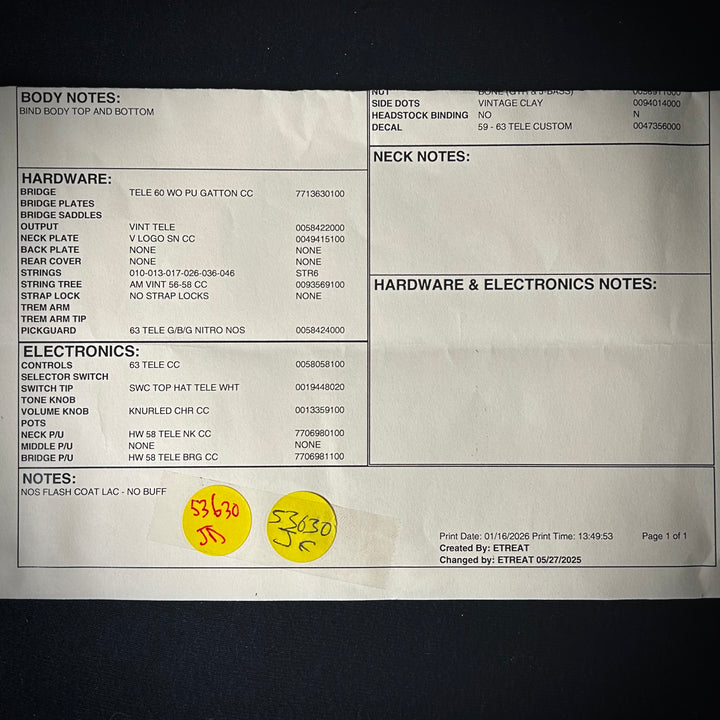 BODY NOTES:
BIND BODY TOP AND BOTTOM
HARDWARE:
BRIDGE TELE 60 WO PU GATTON CC 7713630100
BRIDGE PLATES
BRIDGE SADDLES
OUTPUT VINT TELE 0058422000
NECK PLATE V LOGO SN CC 0049415100
BACK PLATE NONE NONE
REAR COVER NONE NONE
STRINGS 010-013-017-026-036-046 STR6
STRING TREE AM VINT 56-58 CC 0093569100
STRAP LOCK NO STRAP LOCKS NONE
TREM ARM
TREM ARM TIP
PICKGUARD 63 TELE G/B/G NITRO NOS 0058424000
ELECTRONICS:
CONTROLS 63 TELE CC 0058058100
SELECTOR SWITCH
SWITCH TIP SWC TOP HAT TELE WHT 0019448020
TONE KNOB
VOLUME KNOB KNURLED CHR CC 0013359100
POTS
NECK P/U HW 58 TELE NK CC 7706980100
MIDDLE P/U NONE NONE
BRIDGE P/U HW 58 TELE BRG CC 7706981100
NUT BONE (GTR & J-BASS)
SIDE DOTS VINTAGE CLAY 0094014000
HEADSTOCK BINDING NO N
DECAL 59 - 63 TELE CUSTOM 0047356000
NECK NOTES:
HARDWARE & ELECTRONICS NOTES:
NOTES:
NOS FLASH COAT LAC - NO BUFF
53630
53630
Print Date: 01/16/2026 Print Time: 13:49:53 Page 1 of 1
Created By: ETREAT
Changed by: ETREAT 05/27/2025